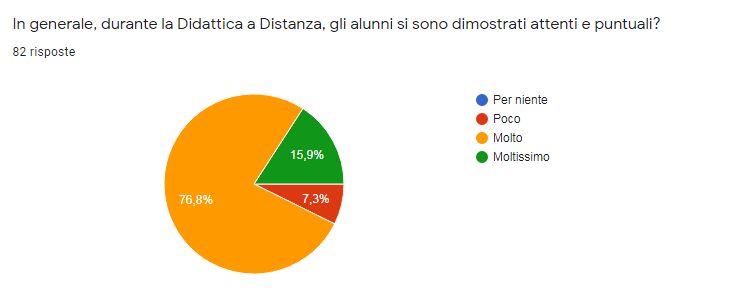 In generale, durante la Didattica a Distanza, gli alunni si sono dimostrati attenti e puntuali?
82 risposte
Per niente
Poco
Molto
Moltissimo
15,9%
76,8%
7,3%